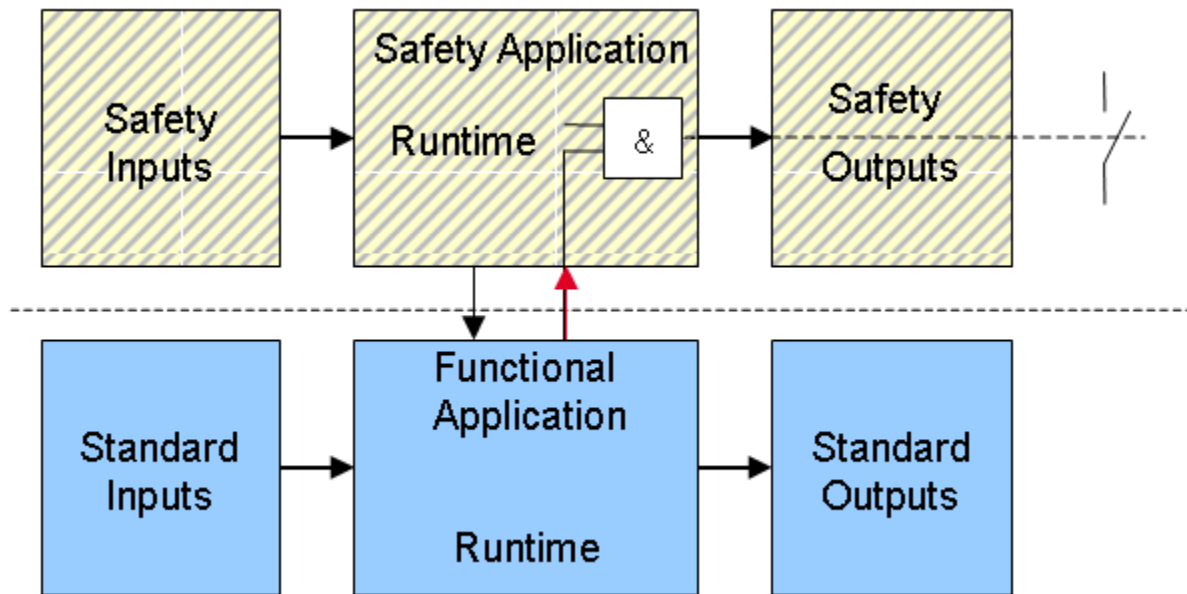 Safety
Inputs
Safety Application
Runtime
&
Safety
Outputs
Standard
Inputs
Functional
Application
Runtime
Standard
Outputs